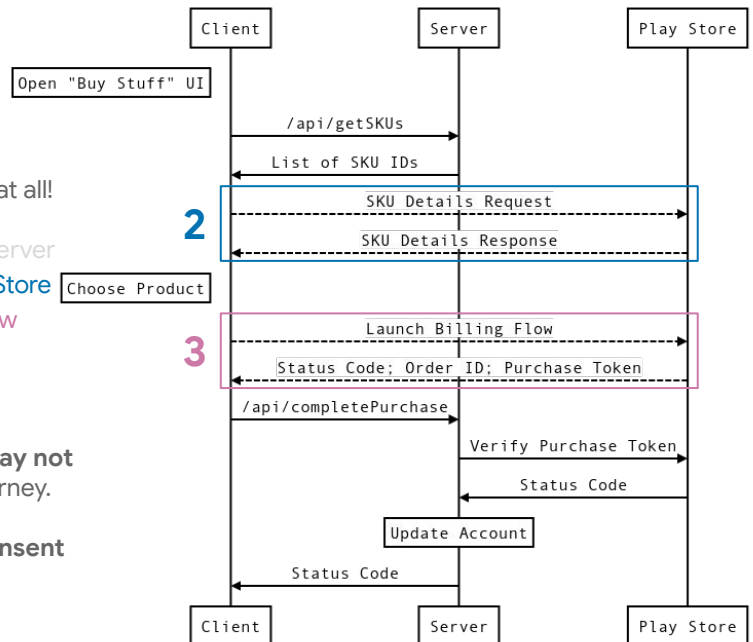 Client Server Play Store
Open "Buy Stuff" UI
/api/getSKUs
List of SKU IDs
at all!
2
SKU Details Request
SKU Details Response
erver
Store
Choose Product
w
3
Launch Billing Flow
Status Code; Order ID; Purchase Token
/api/completePurchase
ay not
Verify Purchase Token
rney.
Status Code
Update Account
nsent
Status Code
Client Server Play Store